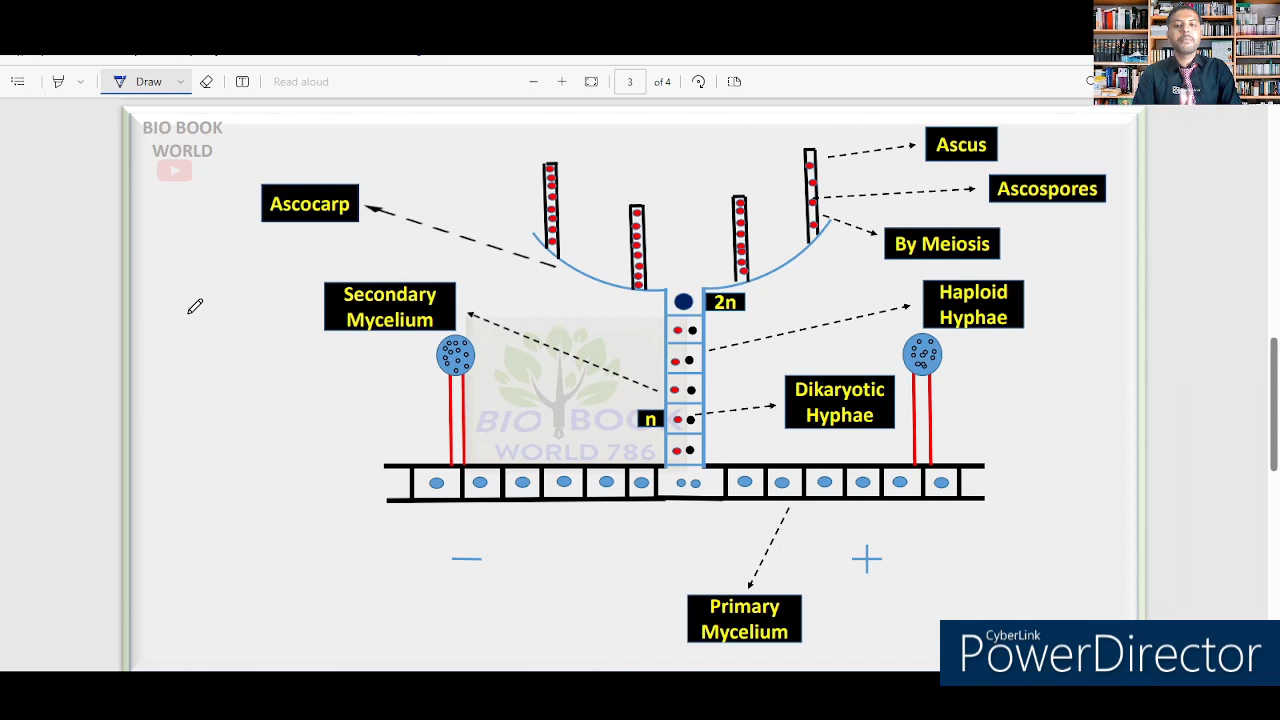 Draw
Read aloud
3
of 4
BIO BOOK
WORLD
Ascus
Ascospores
Ascocarp
By Meiosis
Secondary
Mycelium
2n
Haploid
Hyphae
Dikaryotic
Hyphae
n
BIO BOOK
WORLD 786
Primary
Mycelium
CyberLink
PowerDirector